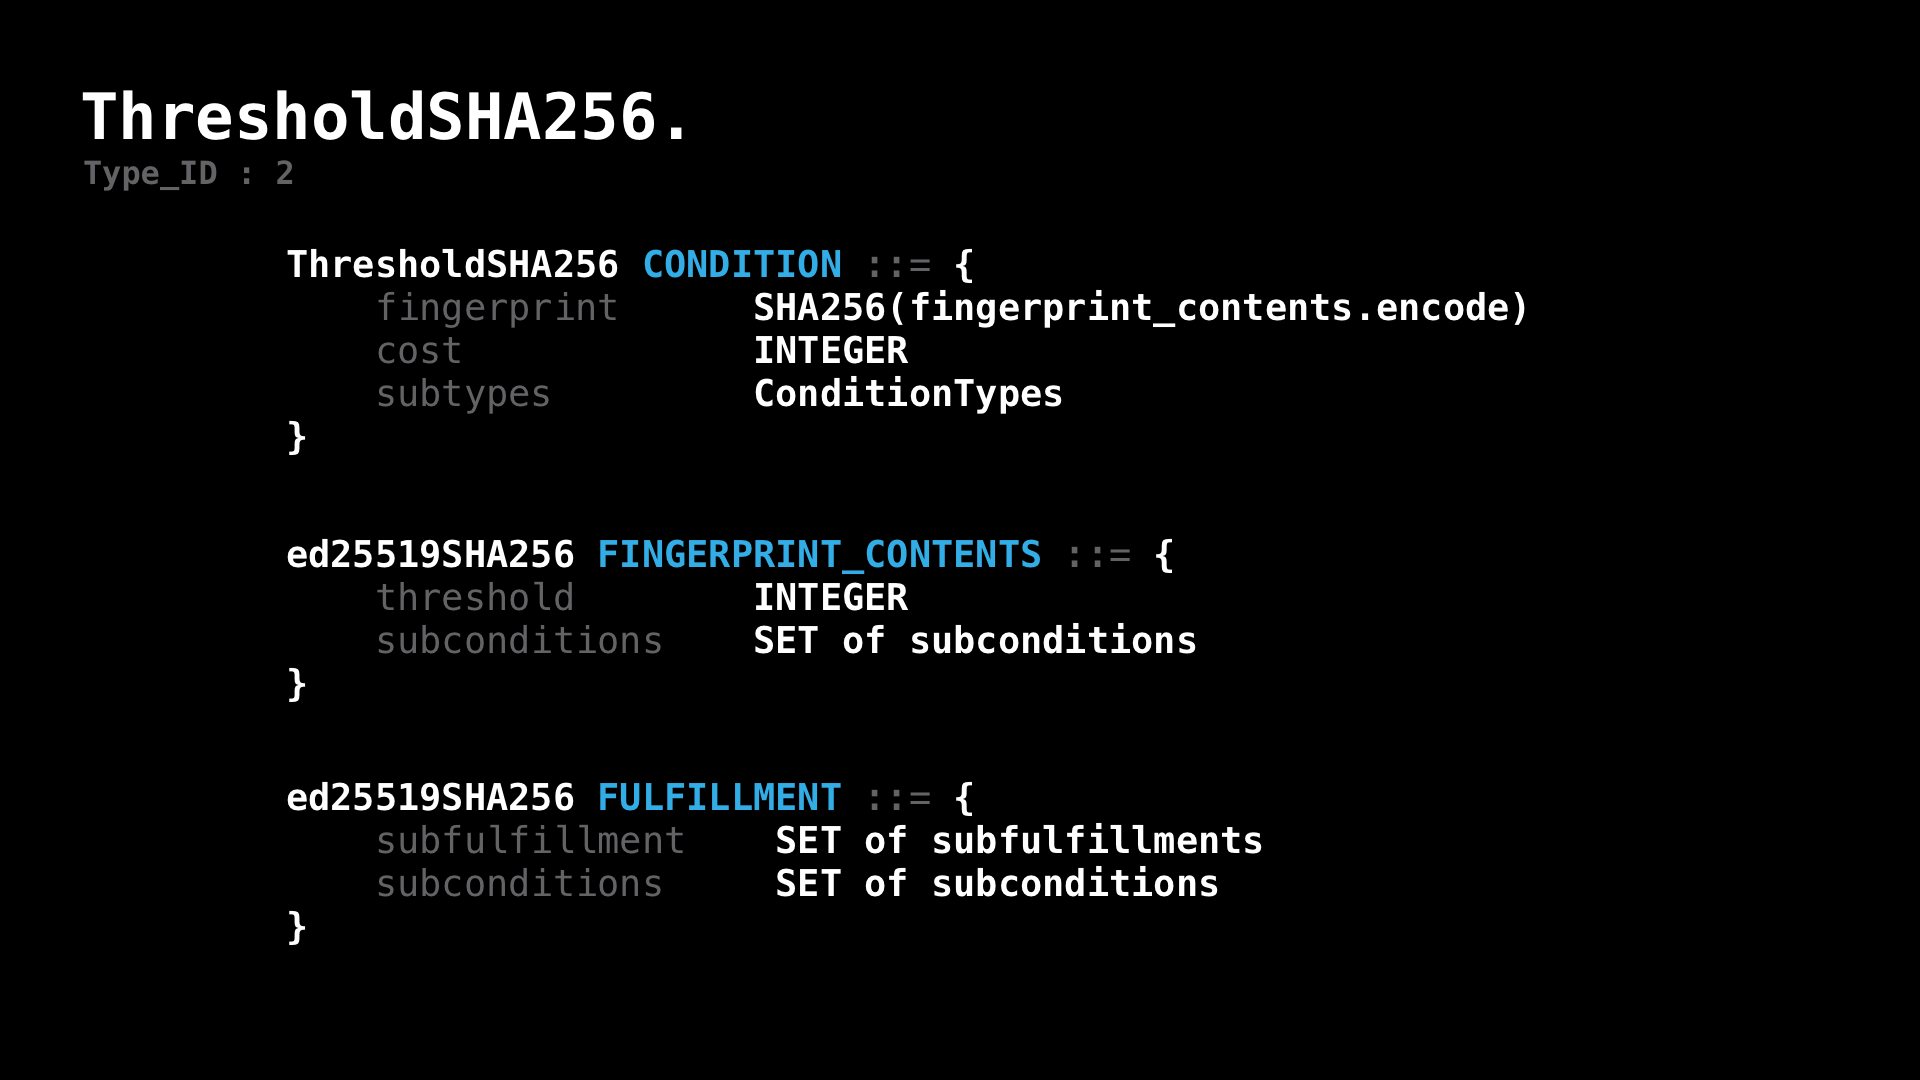 ThresholdSHA256.
Type_ID : 2
ThresholdSHA256 CONDITION ::= {
fingerprint SHA256(fingerprint_contents.encode)
cost INTEGER
subtypes ConditionTypes
}
ed25519SHA256 FINGERPRINT_CONTENTS ::= {
threshold INTEGER
subconditions SET of subconditions
}
ed25519SHA256 FULFILLMENT ::= {
subfulfillment SET of subfulfillments
subconditions SET of subconditions
}